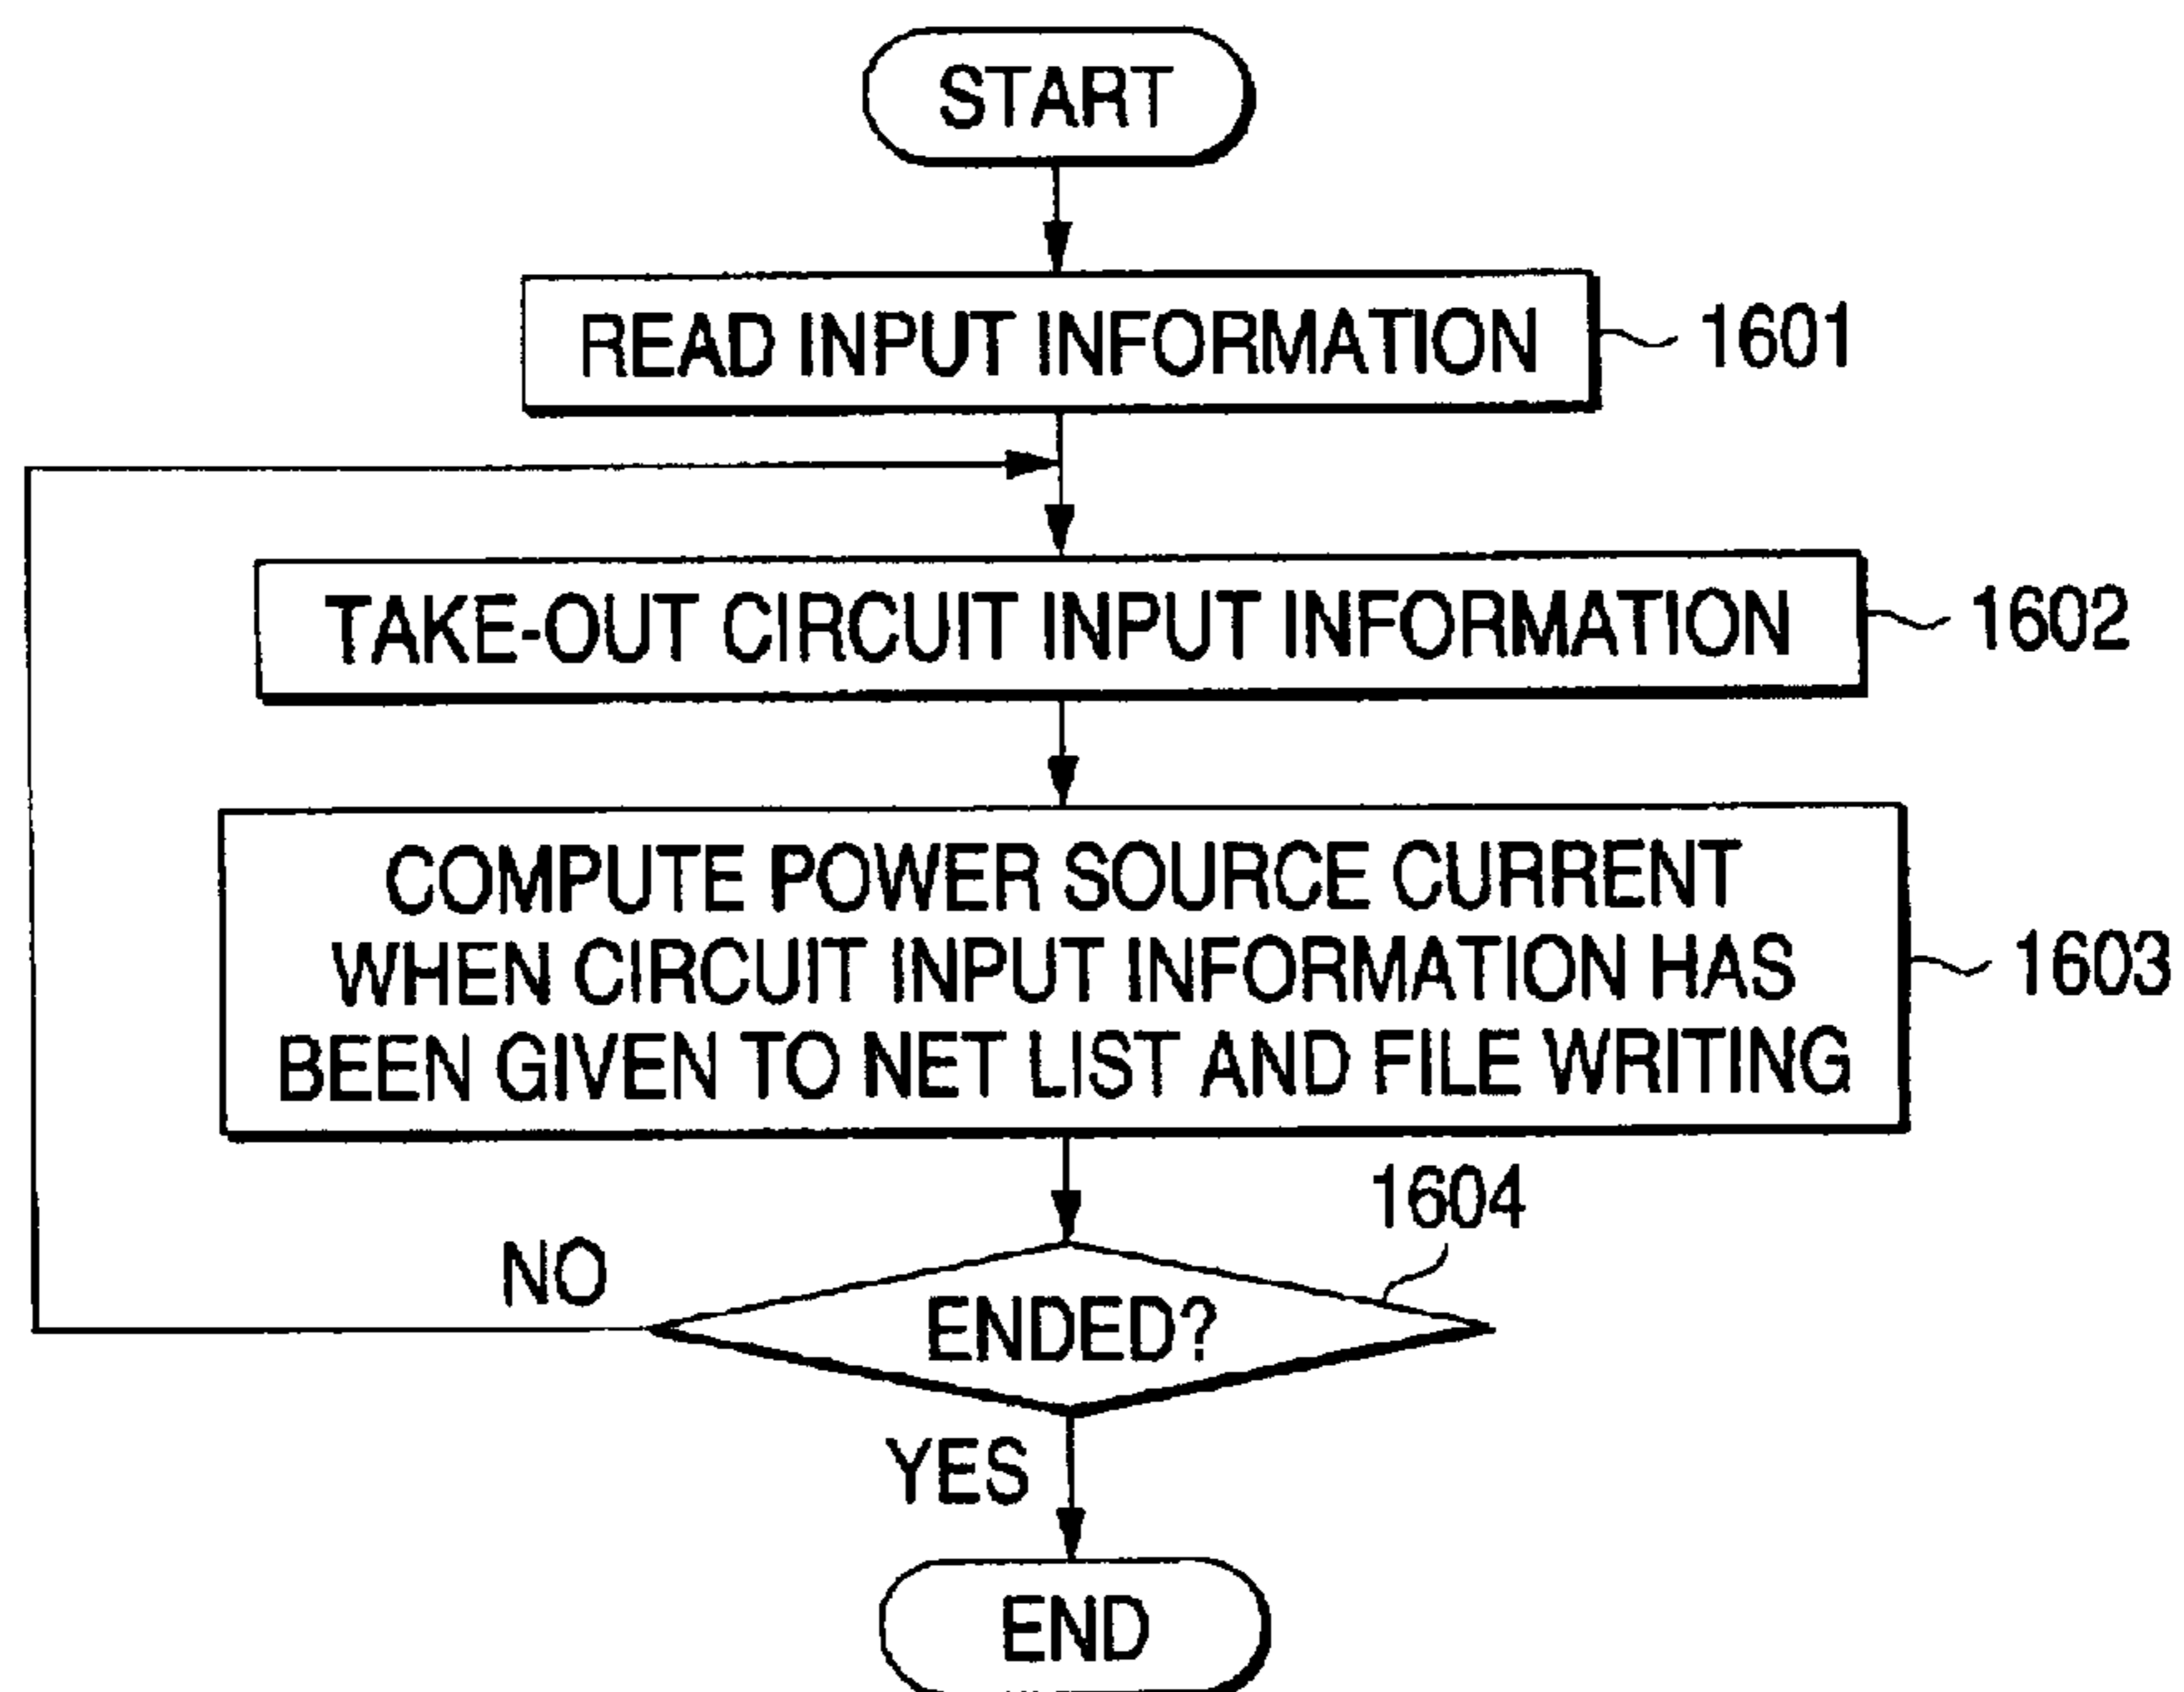 START
READ INPUT INFORMATION
1601
TAKE-OUT CIRCUIT INPUT INFORMATION
1602
COMPUTE POWER SOURCE CURRENT
WHEN CIRCUIT INPUT INFORMATION HAS
BEEN GIVEN TO NET LIST AND FILE WRITING
1603
1604
NO
ENDED?
YES
END